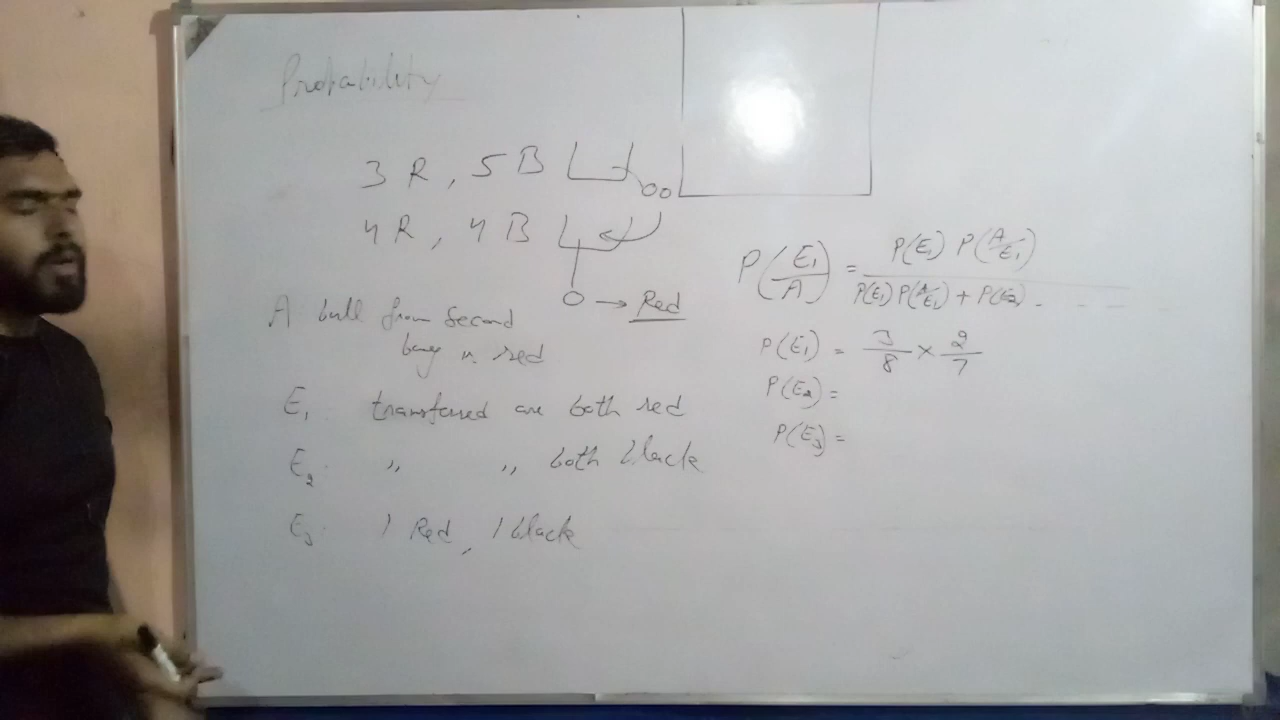 Probability
3 R, 5 B
4 R, 4 B
Red
A ball from second
bag is red
E₁ transferred are both red
E₂. ,, ,, both black
E₃. 1 Red, 1 black
P(E₁/A) = P(E₁) P(A/E₁) / P(E₁) P(A/E₁) + P(E₂) - - -
P(E₁) = 3/8 × 2/7
P(E₂) =
P(E₃) =